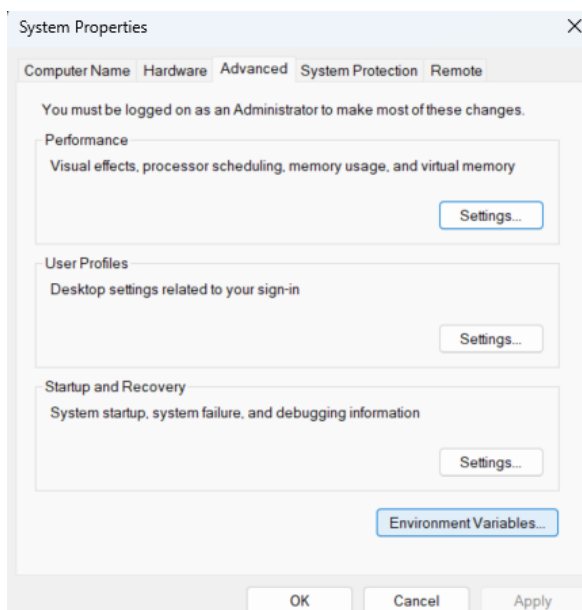 System Properties
Computer Name Hardware Advanced System Protection Remote
You must be logged on as an Administrator to make most of these changes.
Performance
Visual effects, processor scheduling, memory usage, and virtual memory
Settings...
User Profiles
Desktop settings related to your sign-in
Settings...
Startup and Recovery
System startup, system failure, and debugging information
Settings...
Environment Variables...
OK Cancel Apply